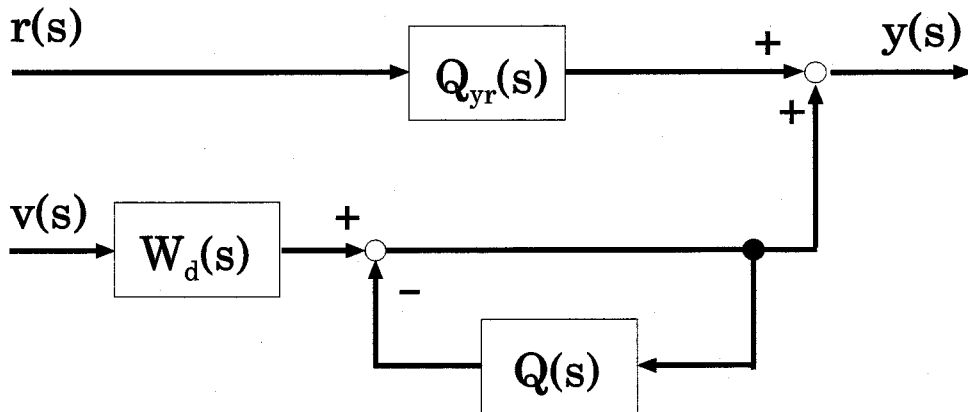 r(s)
Q_yr(s)
+
y(s)
+
v(s)
W_d(s)
+
−
Q(s)